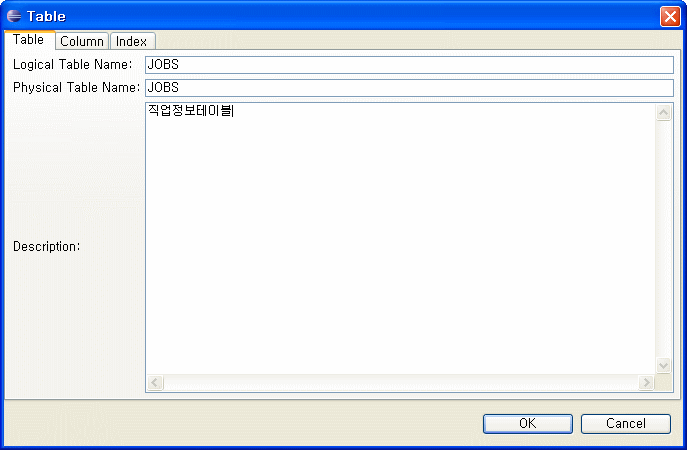 Table
Table Column Index
Logical Table Name: JOBS
Physical Table Name: JOBS
직업정보테이블
Description:
OK Cancel